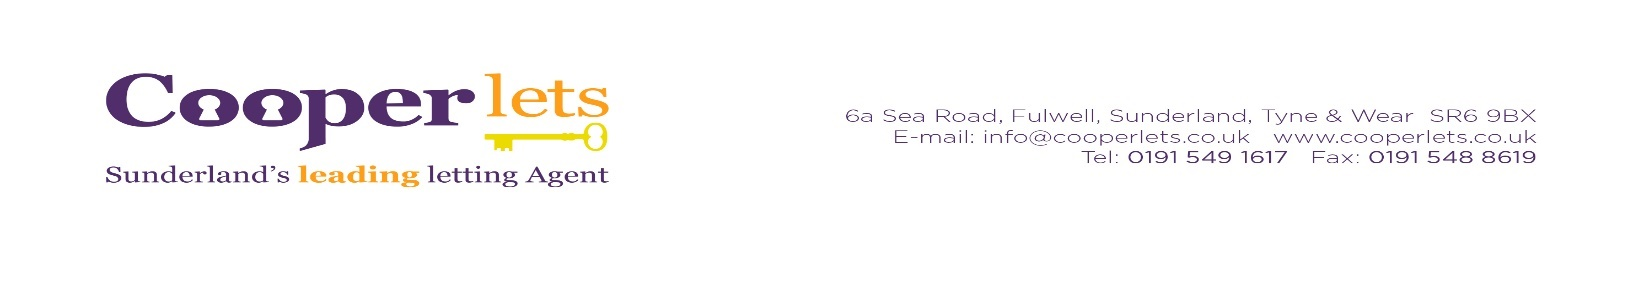 Cooper lets
Sunderland's leading letting Agent
6a Sea Road, Fulwell, Sunderland, Tyne & Wear SR6 9BX
E-mail: info@cooperlets.co.uk www.cooperlets.co.uk
Tel: 0191 549 1617 Fax: 0191 548 8619